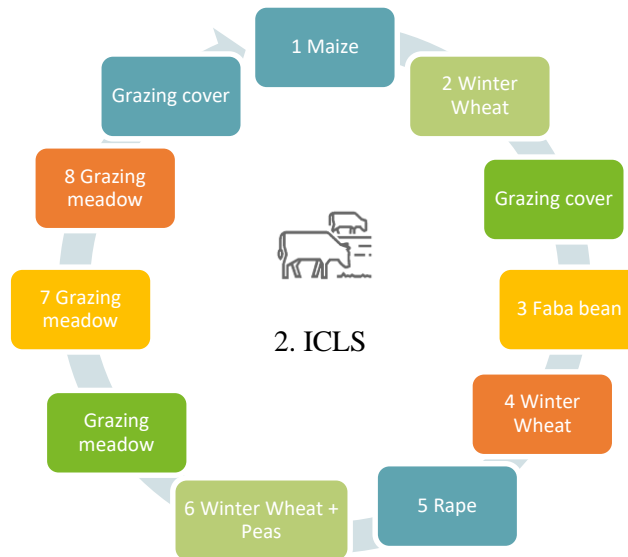 1 Maize
2 Winter
Wheat
Grazing cover
3 Faba bean
4 Winter
Wheat
5 Rape
6 Winter Wheat +
Peas
Grazing
meadow
7 Grazing
meadow
8 Grazing
meadow
Grazing cover
2. ICLS